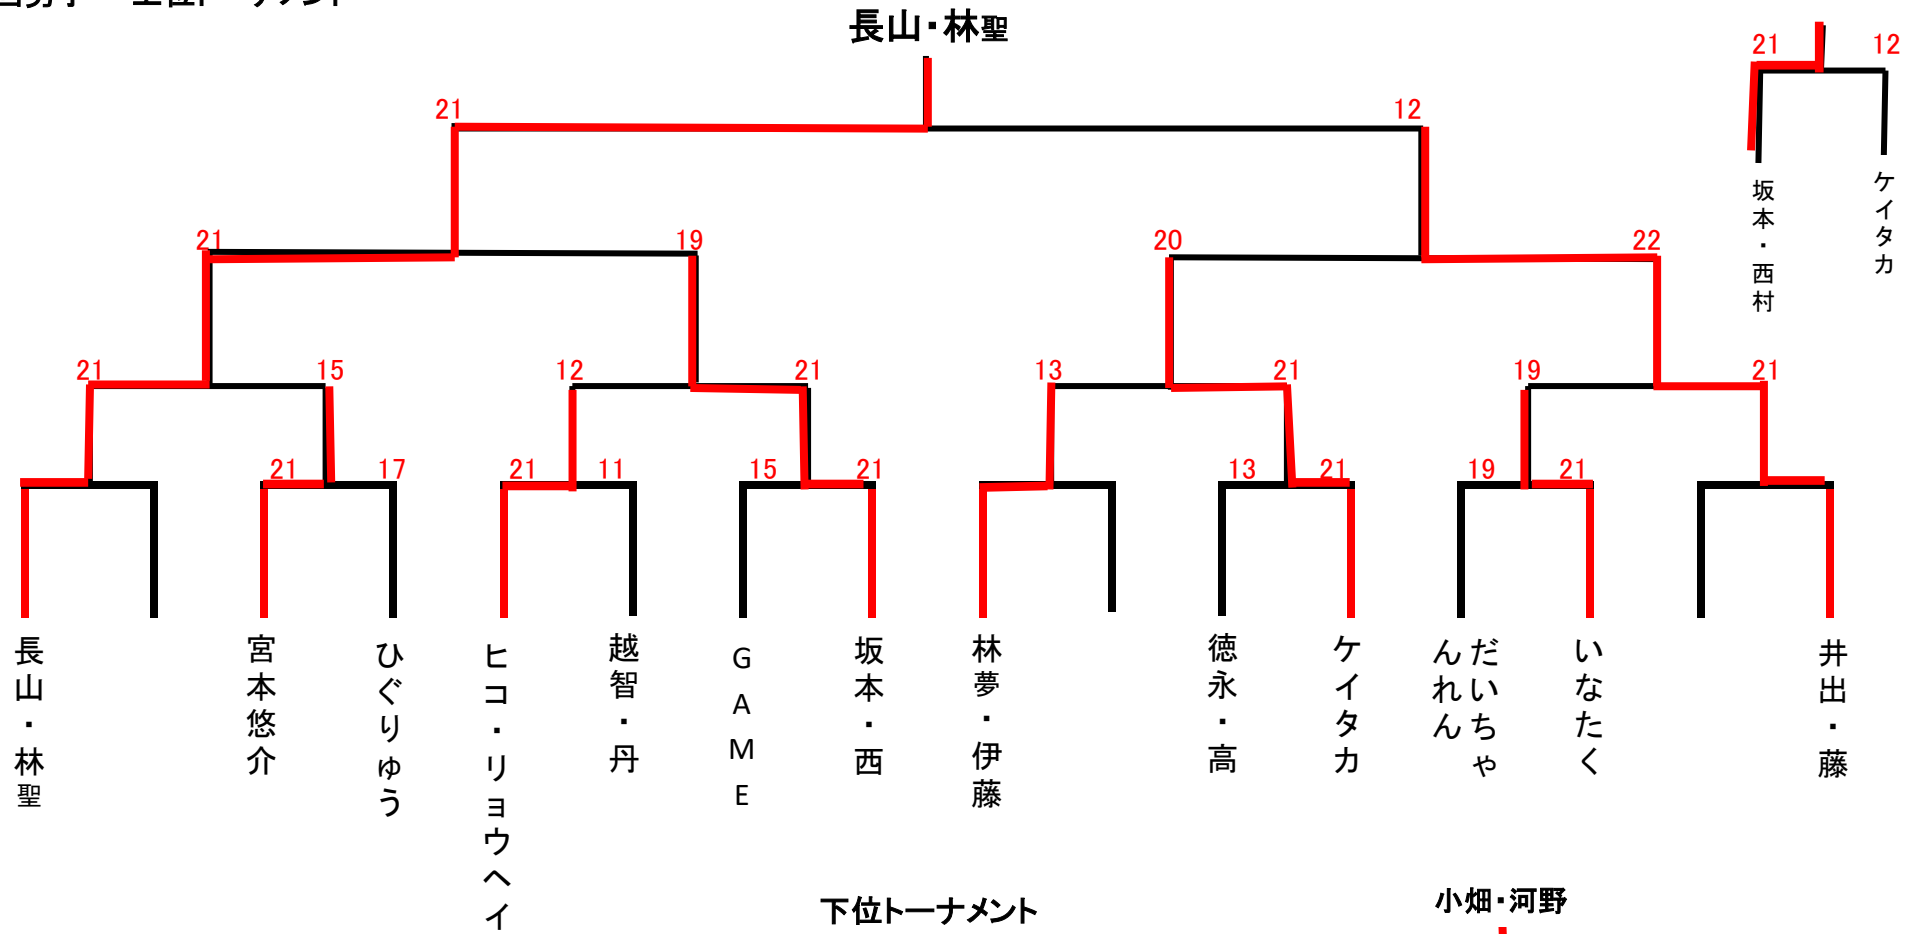 長山・林聖
21 12
21 12
坂本・西村
ケイタカ
21 19 20 22
21 15 12 21 13 21 19 21
21 17 21 11 15 21 13 21 19 21
長山・林聖
宮本悠介
ひぐりゅう
ヒコ・リョウヘイ
越智・丹
GAME
坂本・西
林夢・伊藤
徳永・高
ケイタカ
だいちゃ
んれん
いなたく
井出・藤
下位トーナメント
小畑・河野